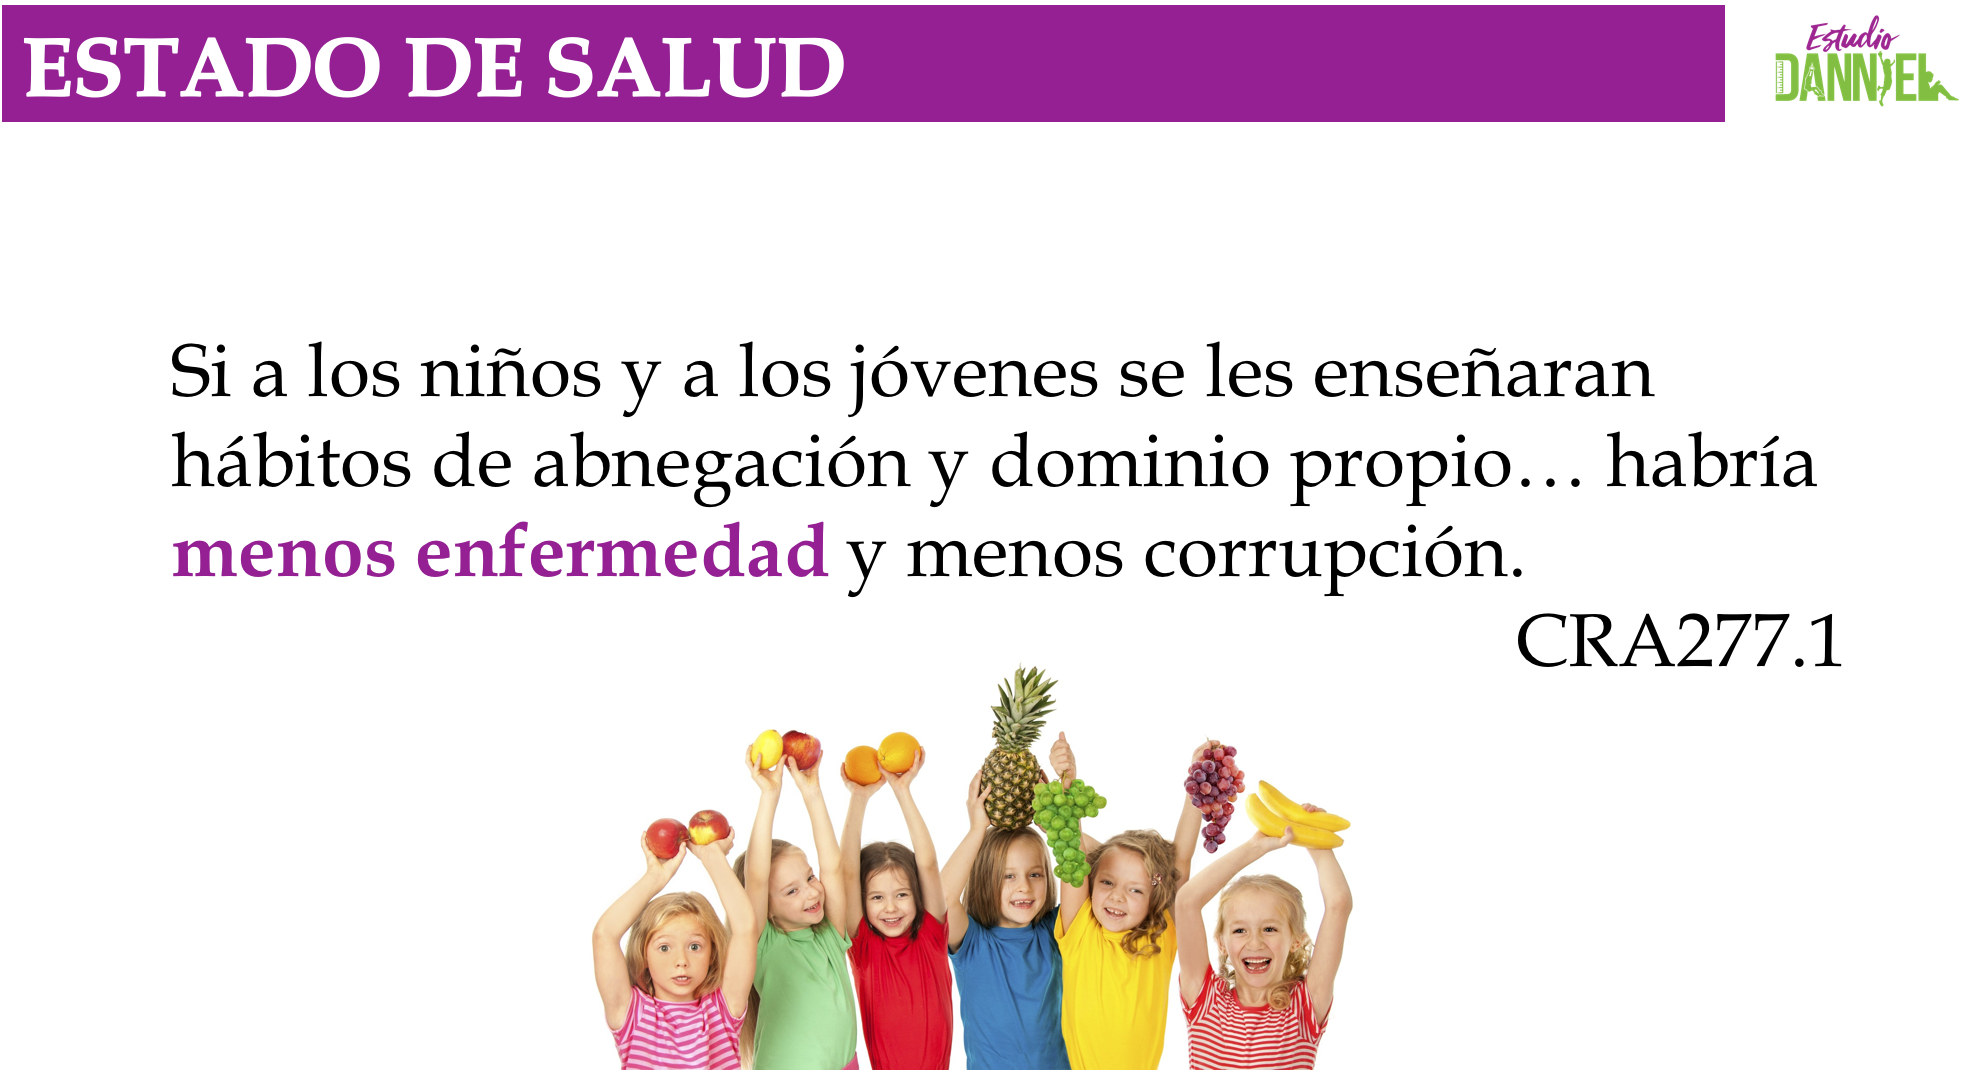 ESTADO DE SALUD
Estudio
DANNIEL
Si a los niños y a los jóvenes se les enseñaran
hábitos de abnegación y dominio propio… habría
menos enfermedad y menos corrupción.
CRA277.1